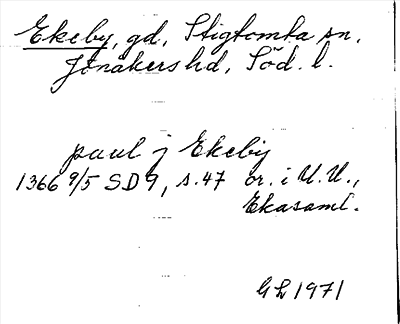 Ekeby, gd, Stigtomta sn,
Jönåkers hd, Söd. l.
paul j Ekeby
1366 9/5 SD 9, s. 47 or. i U. U.,
Ekasaml.
GL 1971